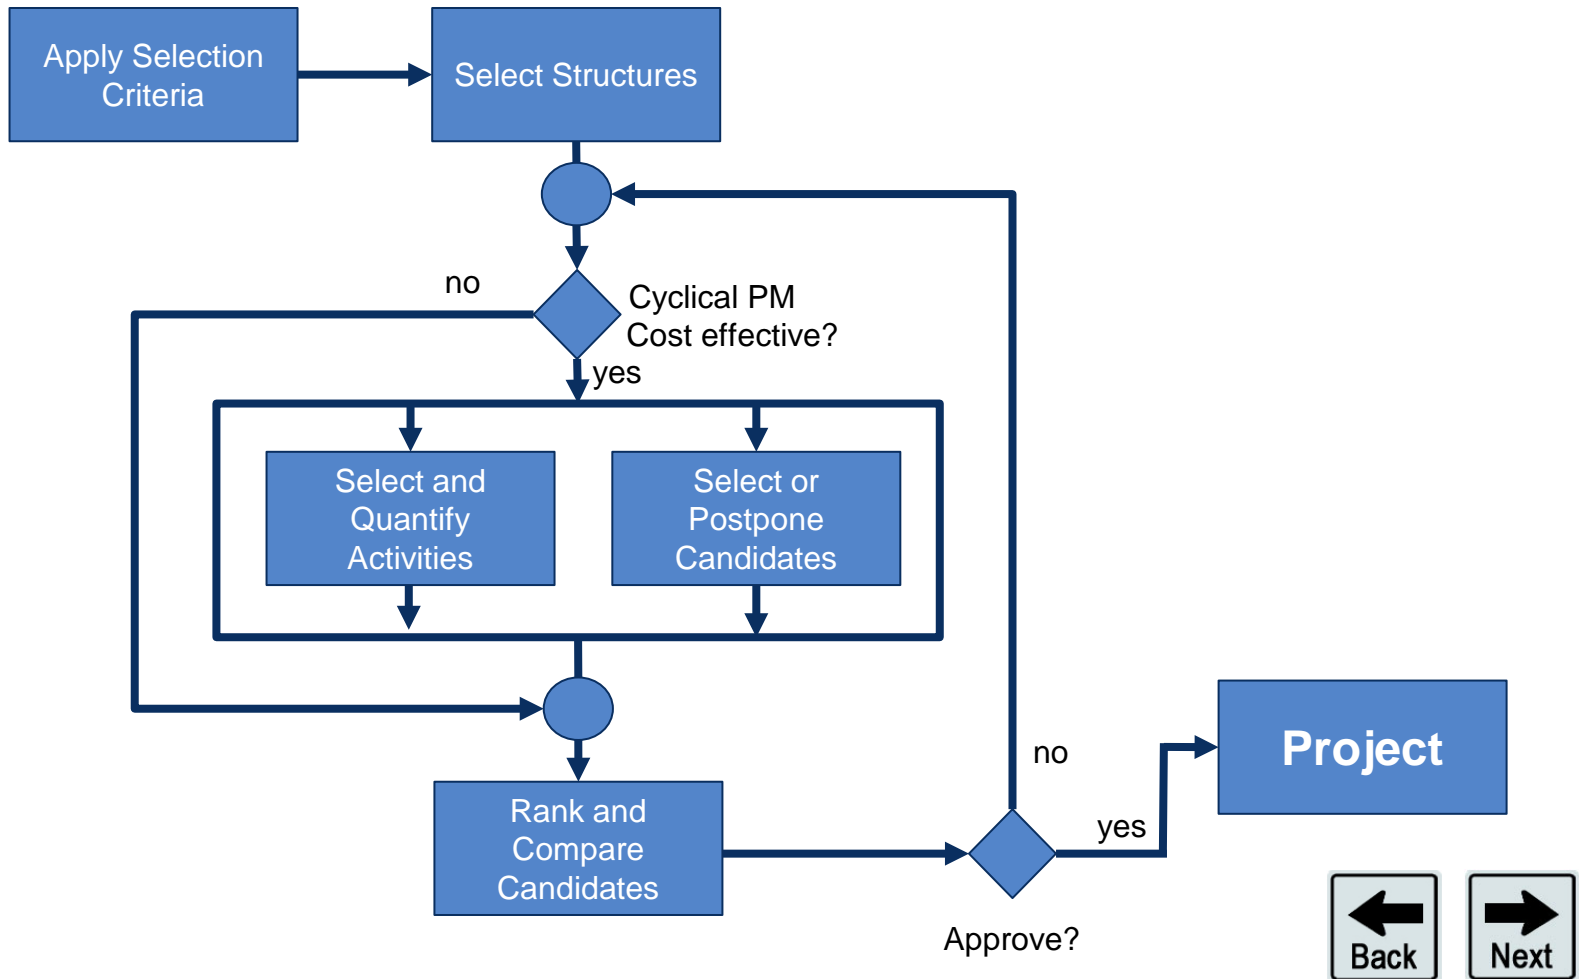 Apply Selection
Criteria
Select Structures
no
Cyclical PM
Cost effective?
yes
Select and
Quantify
Activities
Select or
Postpone
Candidates
Rank and
Compare
Candidates
no
yes
Approve?
Project
Back
Next